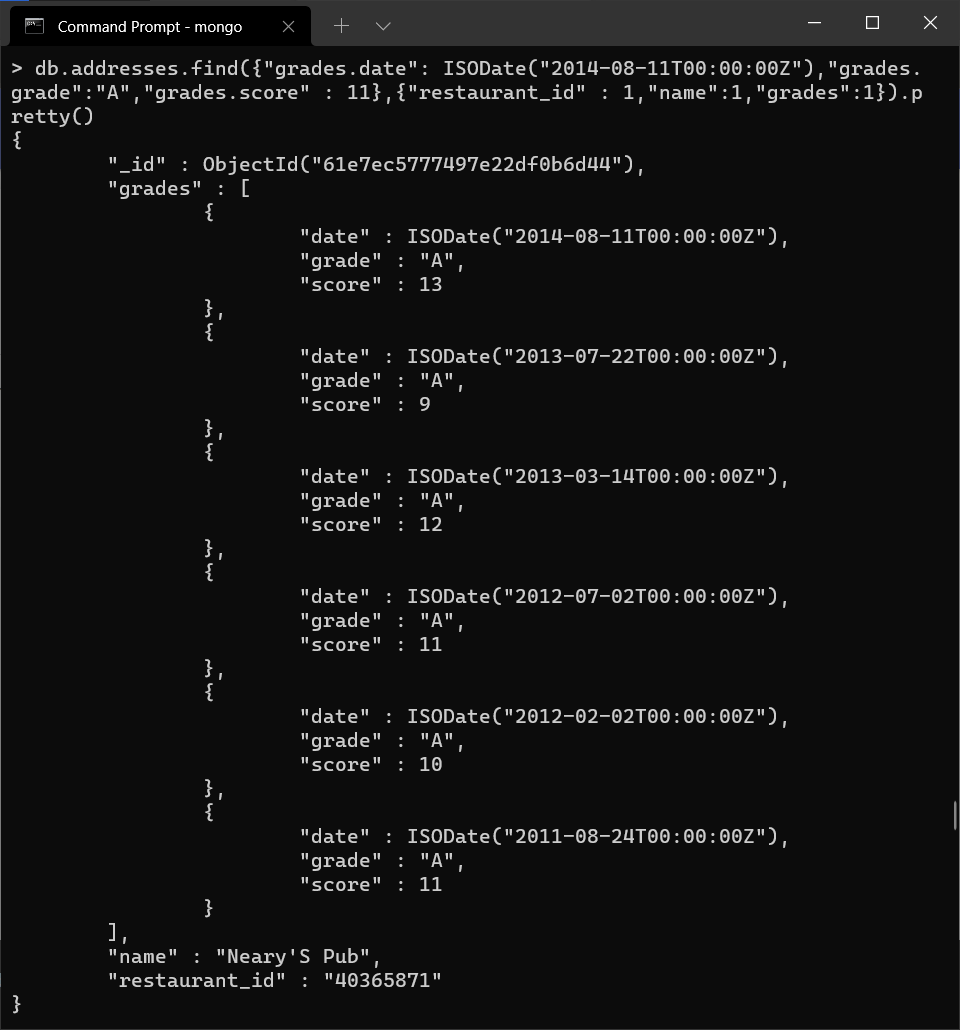 Command Prompt - mongo
> db.addresses.find({"grades.date": ISODate("2014-08-11T00:00:00Z"),"grades.
grade":"A","grades.score" : 11},{"restaurant_id" : 1,"name":1,"grades":1}).p
retty()
{
"_id" : ObjectId("61e7ec5777497e22df0b6d44"),
"grades" : [
{
"date" : ISODate("2014-08-11T00:00:00Z"),
"grade" : "A",
"score" : 13
},
{
"date" : ISODate("2013-07-22T00:00:00Z"),
"grade" : "A",
"score" : 9
},
{
"date" : ISODate("2013-03-14T00:00:00Z"),
"grade" : "A",
"score" : 12
},
{
"date" : ISODate("2012-07-02T00:00:00Z"),
"grade" : "A",
"score" : 11
},
{
"date" : ISODate("2012-02-02T00:00:00Z"),
"grade" : "A",
"score" : 10
},
{
"date" : ISODate("2011-08-24T00:00:00Z"),
"grade" : "A",
"score" : 11
}
],
"name" : "Neary'S Pub",
"restaurant_id" : "40365871"
}